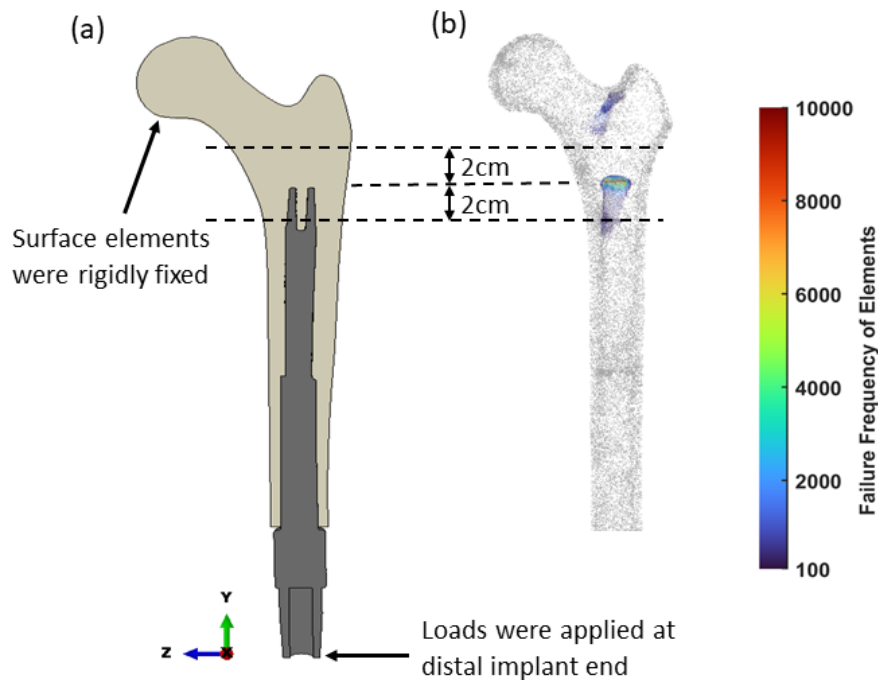 (a)
(b)
2cm
2cm
Surface elements
were rigidly fixed
Loads were applied at
distal implant end
Y
Z
X
10000
8000
6000
4000
2000
100
Failure Frequency of Elements